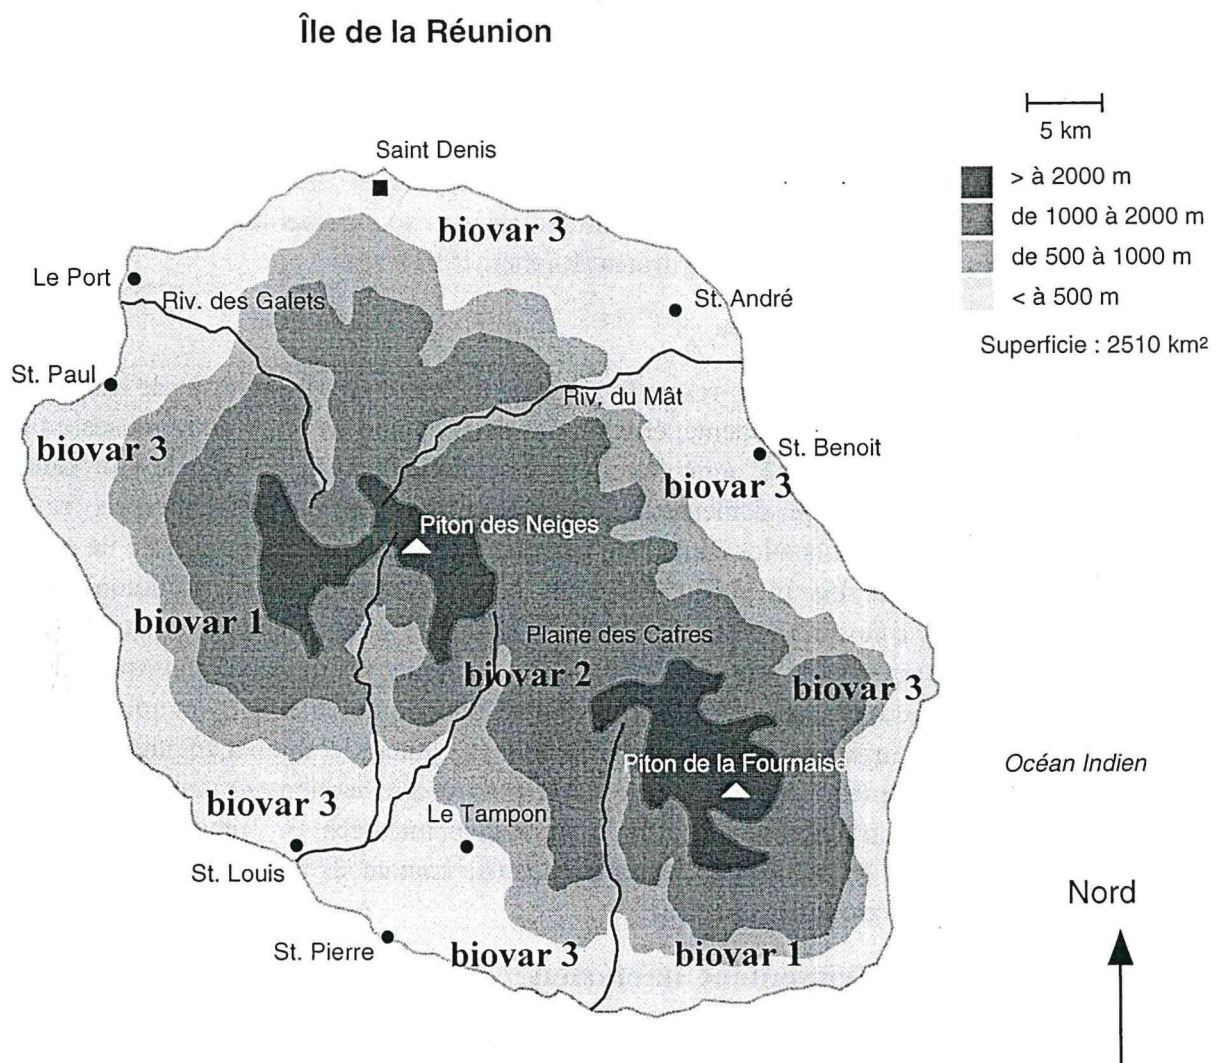 Île de la Réunion
5 km
> à 2000 m
de 1000 à 2000 m
de 500 à 1000 m
< à 500 m
Superficie : 2510 km²
Saint Denis
biovar 3
Le Port
Riv. des Galets
St. André
St. Paul
Riv. du Mât
biovar 3
St. Benoit
biovar 3
Piton des Neiges
biovar 1
Plaine des Cafres
biovar 2
biovar 3
Piton de la Fournaise
Océan Indien
biovar 3
Le Tampon
St. Louis
Nord
St. Pierre
biovar 3
biovar 1